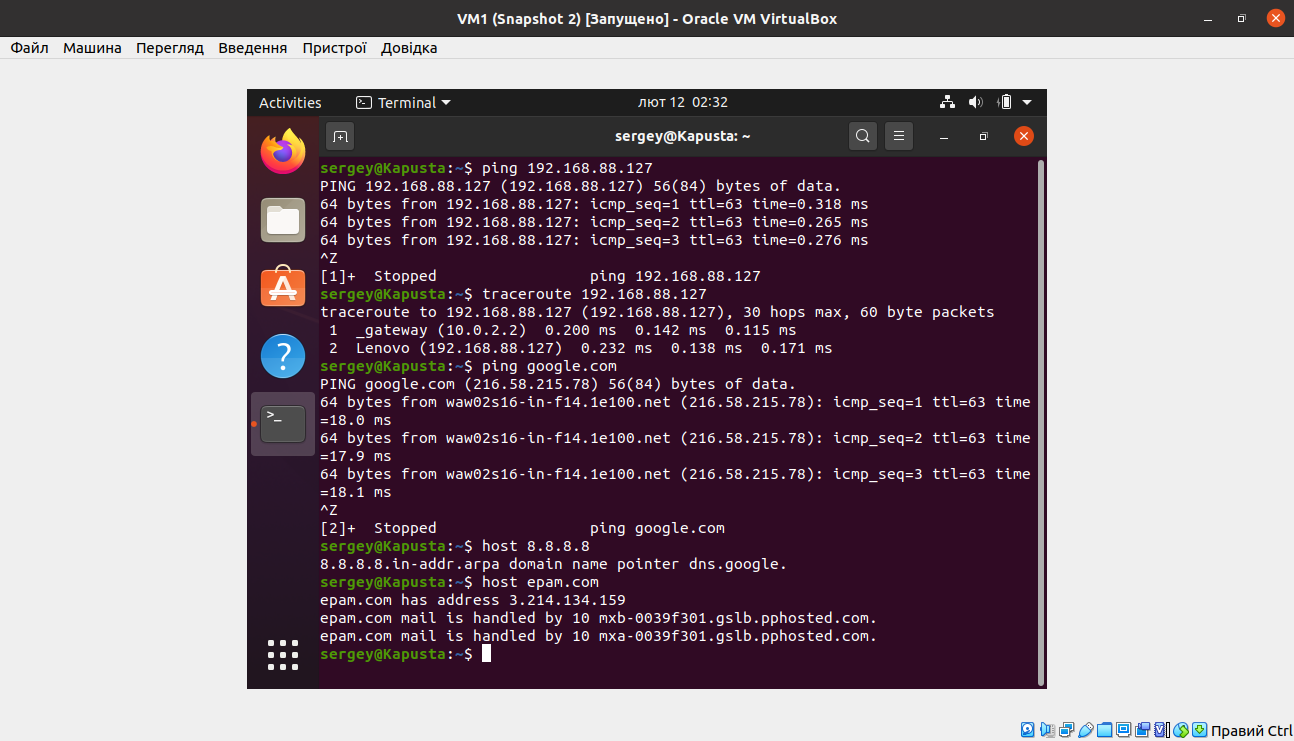 VM1 (Snapshot 2) [Запущено] - Oracle VM VirtualBox
Файл Машина Перегляд Введення Пристрої Довідка
Activities Terminal лют 12 02:32
sergey@Kapusta: ~
sergey@Kapusta:~$ ping 192.168.88.127
PING 192.168.88.127 (192.168.88.127) 56(84) bytes of data.
64 bytes from 192.168.88.127: icmp_seq=1 ttl=63 time=0.318 ms
64 bytes from 192.168.88.127: icmp_seq=2 ttl=63 time=0.265 ms
64 bytes from 192.168.88.127: icmp_seq=3 ttl=63 time=0.276 ms
^Z
[1]+  Stopped                 ping 192.168.88.127
sergey@Kapusta:~$ traceroute 192.168.88.127
traceroute to 192.168.88.127 (192.168.88.127), 30 hops max, 60 byte packets
 1  _gateway (10.0.2.2)  0.200 ms  0.142 ms  0.115 ms
 2  Lenovo (192.168.88.127)  0.232 ms  0.138 ms  0.171 ms
sergey@Kapusta:~$ ping google.com
PING google.com (216.58.215.78) 56(84) bytes of data.
64 bytes from waw02s16-in-f14.1e100.net (216.58.215.78): icmp_seq=1 ttl=63 time
=18.0 ms
64 bytes from waw02s16-in-f14.1e100.net (216.58.215.78): icmp_seq=2 ttl=63 time
=17.9 ms
64 bytes from waw02s16-in-f14.1e100.net (216.58.215.78): icmp_seq=3 ttl=63 time
=18.1 ms
^Z
[2]+  Stopped                 ping google.com
sergey@Kapusta:~$ host 8.8.8.8
8.8.8.8.in-addr.arpa domain name pointer dns.google.
sergey@Kapusta:~$ host epam.com
epam.com has address 3.214.134.159
epam.com mail is handled by 10 mxb-0039f301.gslb.pphosted.com.
epam.com mail is handled by 10 mxa-0039f301.gslb.pphosted.com.
sergey@Kapusta:~$
Правий Ctrl